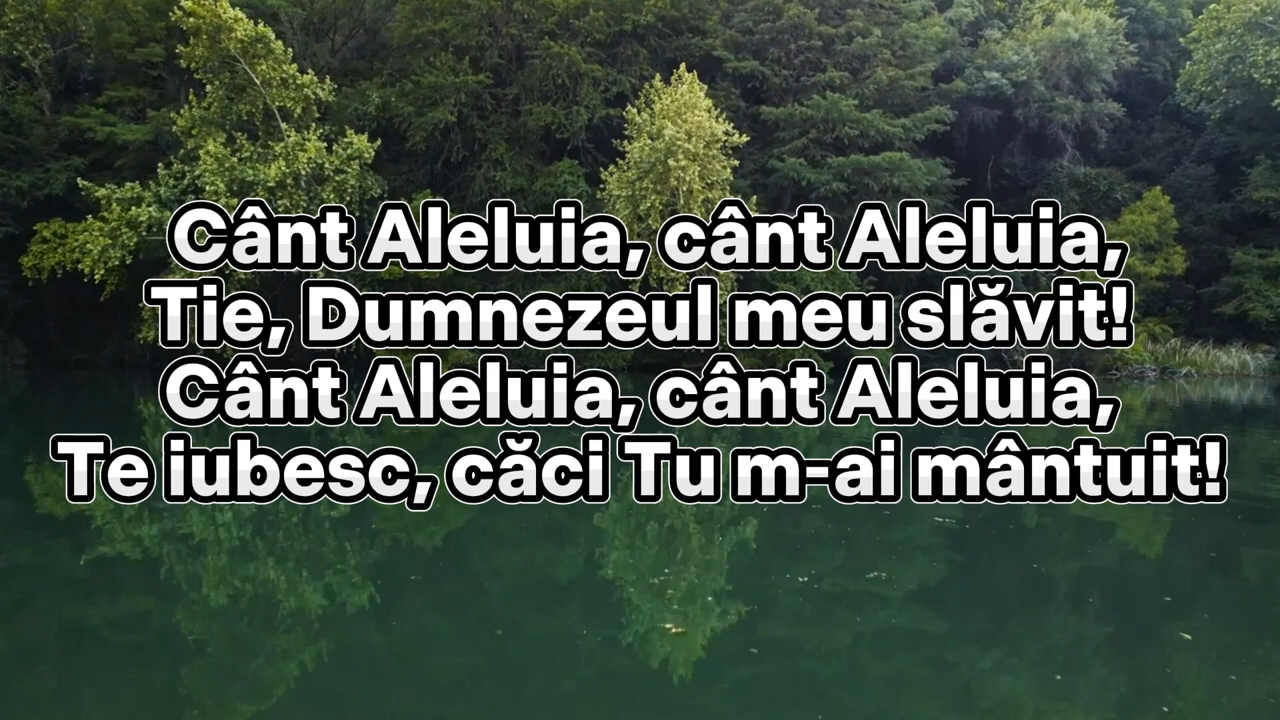 Cânt Aleluia, cânt Aleluia,
Tie, Dumnezeul meu slăvit!
Cânt Aleluia, cânt Aleluia,
Te iubesc, căci Tu m-ai mântuit!